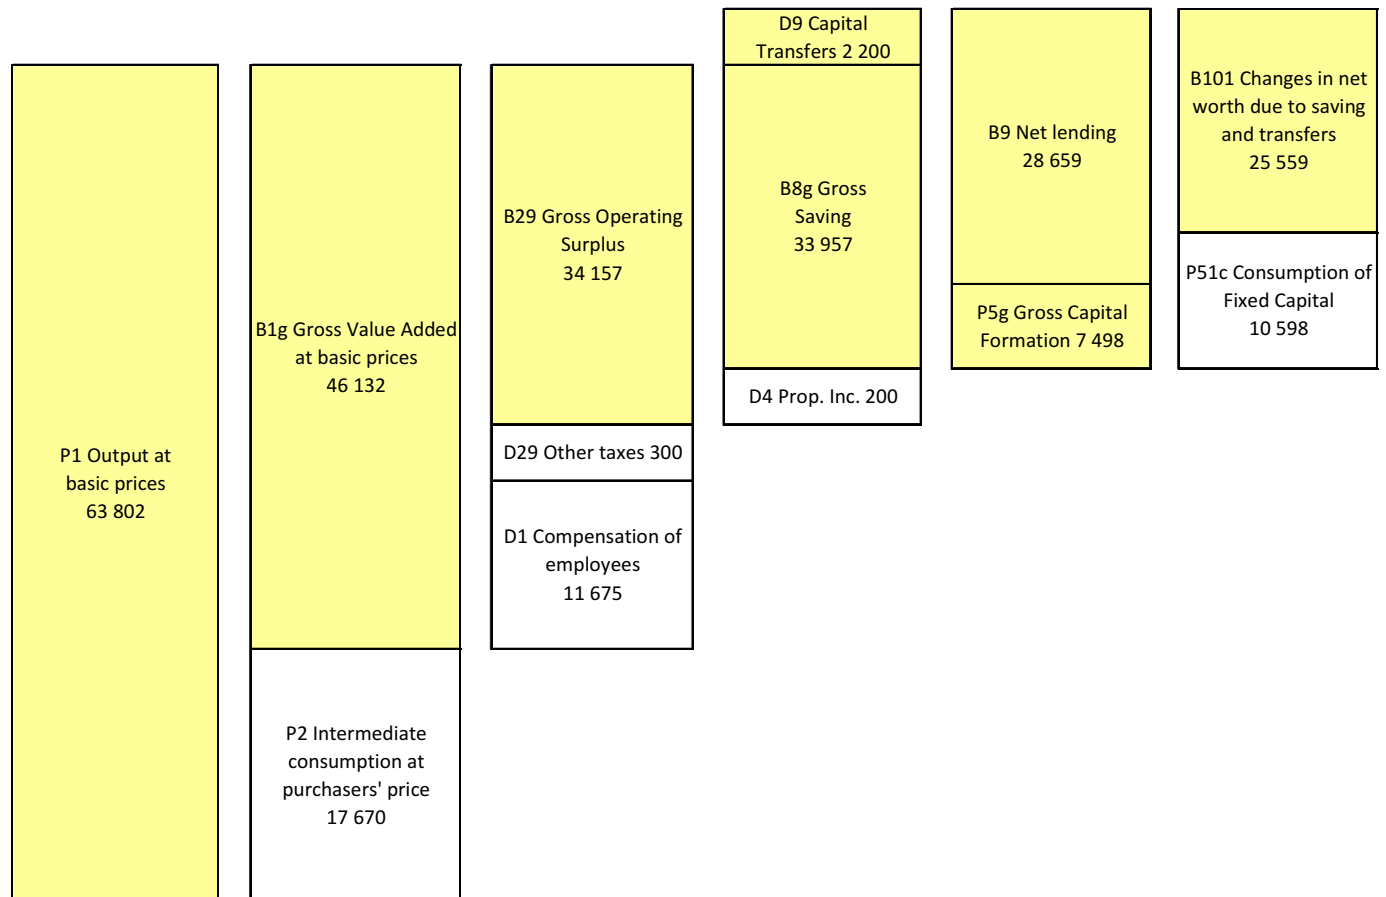 P1 Output at
basic prices
63 802
B1g Gross Value Added
at basic prices
46 132
P2 Intermediate
consumption at
purchasers' price
17 670
B29 Gross Operating
Surplus
34 157
D29 Other taxes 300
D1 Compensation of
employees
11 675
D9 Capital
Transfers 2 200
B8g Gross
Saving
33 957
D4 Prop. Inc. 200
B9 Net lending
28 659
P5g Gross Capital
Formation 7 498
B101 Changes in net
worth due to saving
and transfers
25 559
P51c Consumption of
Fixed Capital
10 598